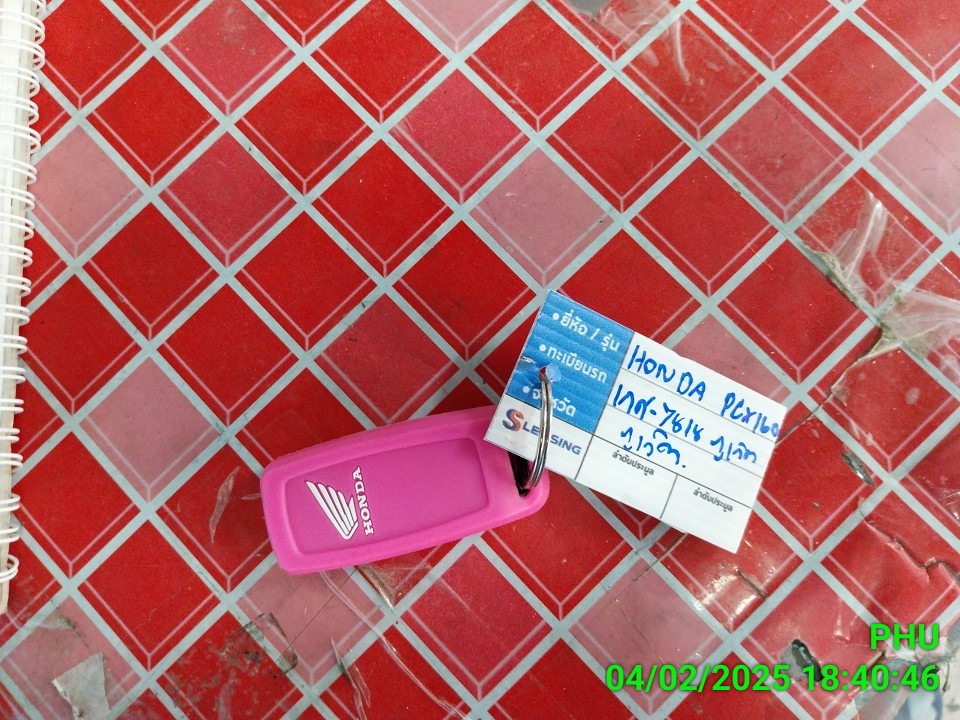 • ยี่ห้อ / รุ่น
HONDA PCX160
• ทะเบียนรถ
1กศ-7818 ภูเก็ต
• จังหวัด
ภูเก็ต.
S LEASING
ลำดับประมูล
ลำดับประมูล
HONDA
PHU
04/02/2025 18:40:46